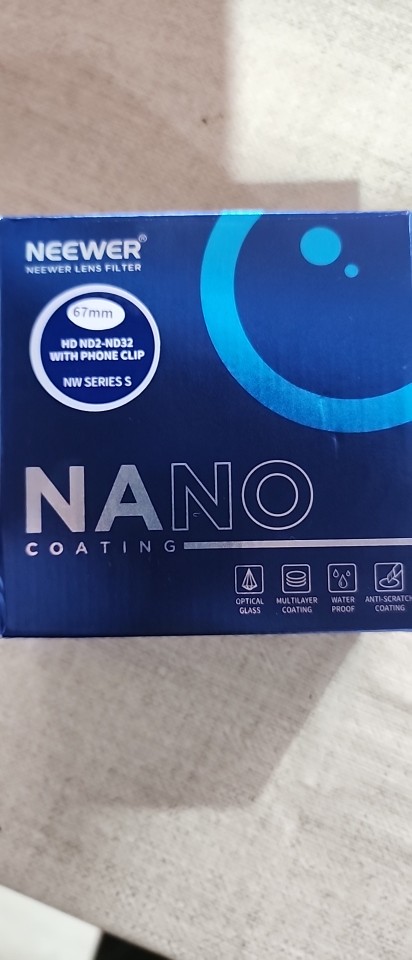 NEEWER®
NEEWER LENS FILTER
67mm
HD ND2-ND32
WITH PHONE CLIP
NW SERIES S
NANO
COATING
OPTICAL
GLASS
MULTILAYER
COATING
WATER
PROOF
ANTI-SCRATCH
COATING